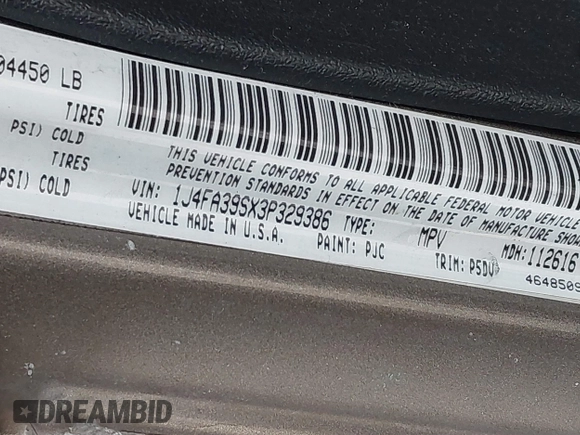 04450 LB
TIRES
PSI) COLD
TIRES
PSI) COLD
THIS VEHICLE CONFORMS TO ALL APPLICABLE FEDERAL MOTOR VEHICLE
PREVENTION STANDARDS IN EFFECT ON THE DATE OF MANUFACTURE SHOW
VIN: 1J4FA39SX3P329386 TYPE: MPV MDH: 112616
VEHICLE MADE IN U.S.A. PAINT: PJC TRIM: P5DV
4648509
DREAMBID